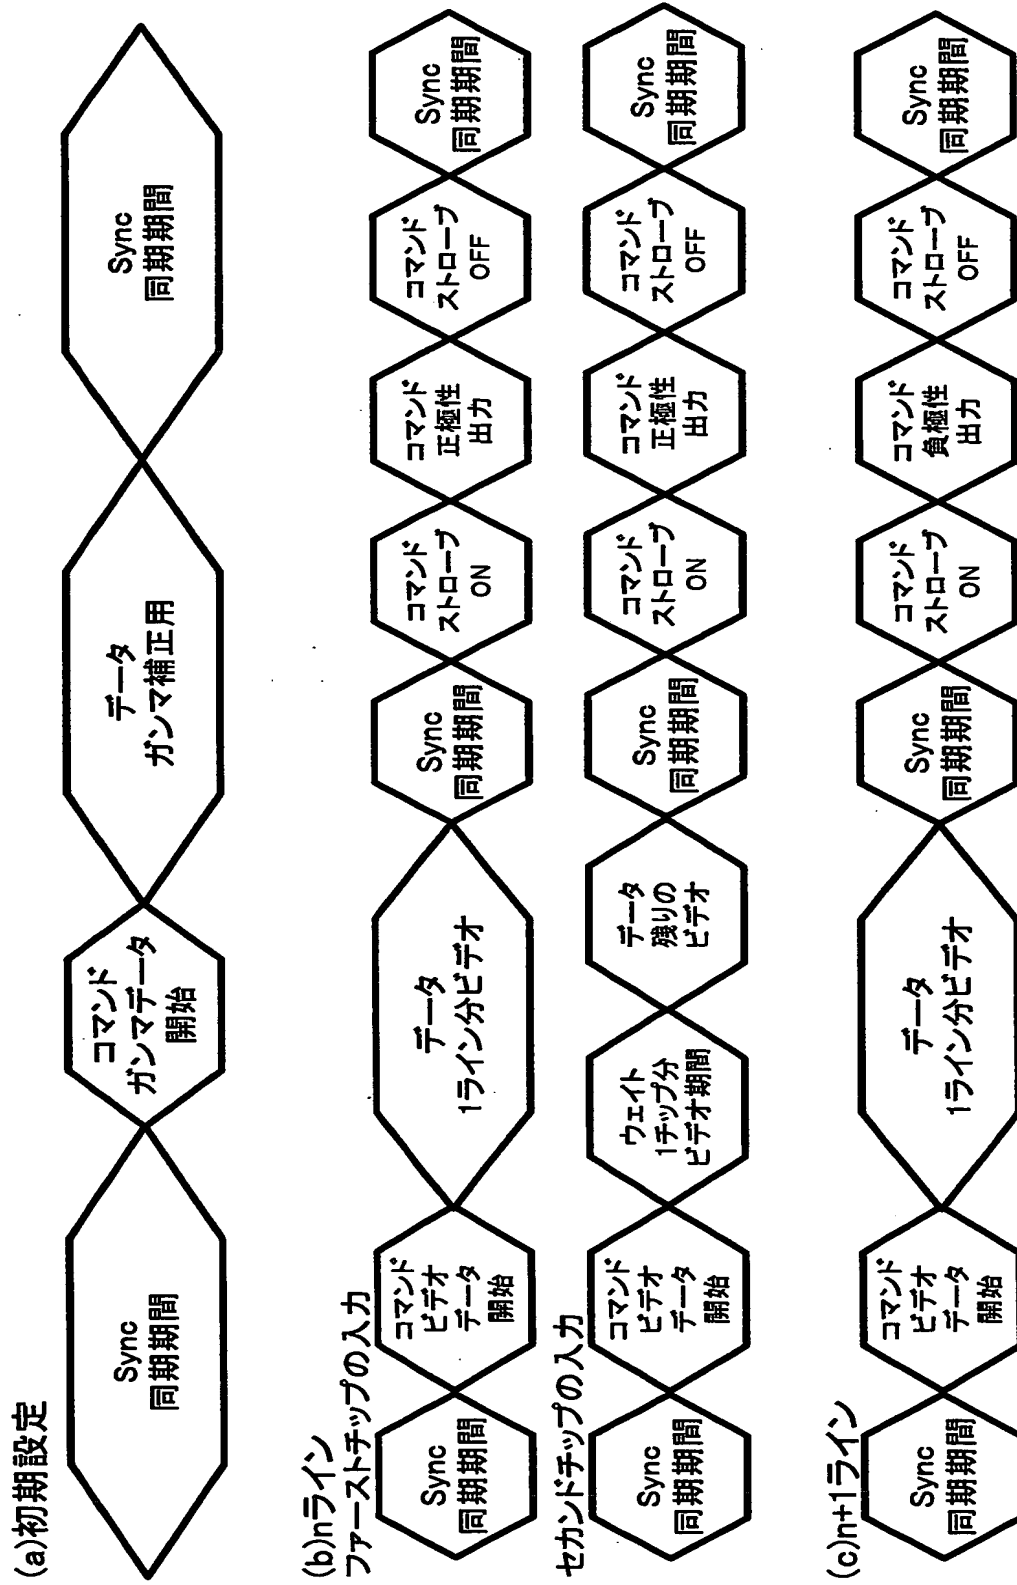 (a)初期設定
Sync
同期期間
コマンド
ガンマデータ
開始
データ
ガンマ補正用
Sync
同期期間
(b)nライン
ファーストチップの入力
Sync
同期期間
コマンド
ビデオ
データ
開始
データ
1ライン分ビデオ
Sync
同期期間
コマンド
ストローブ
ON
コマンド
正極性
出力
コマンド
ストローブ
OFF
Sync
同期期間
セカンドチップの入力
Sync
同期期間
コマンド
ビデオ
データ
開始
ウェイト
1チップ分
ビデオ期間
データ
残りの
ビデオ
Sync
同期期間
コマンド
ストローブ
ON
コマンド
正極性
出力
コマンド
ストローブ
OFF
Sync
同期期間
(c)n+1ライン
Sync
同期期間
コマンド
ビデオ
データ
開始
データ
1ライン分ビデオ
Sync
同期期間
コマンド
ストローブ
ON
コマンド
負極性
出力
コマンド
ストローブ
OFF
Sync
同期期間